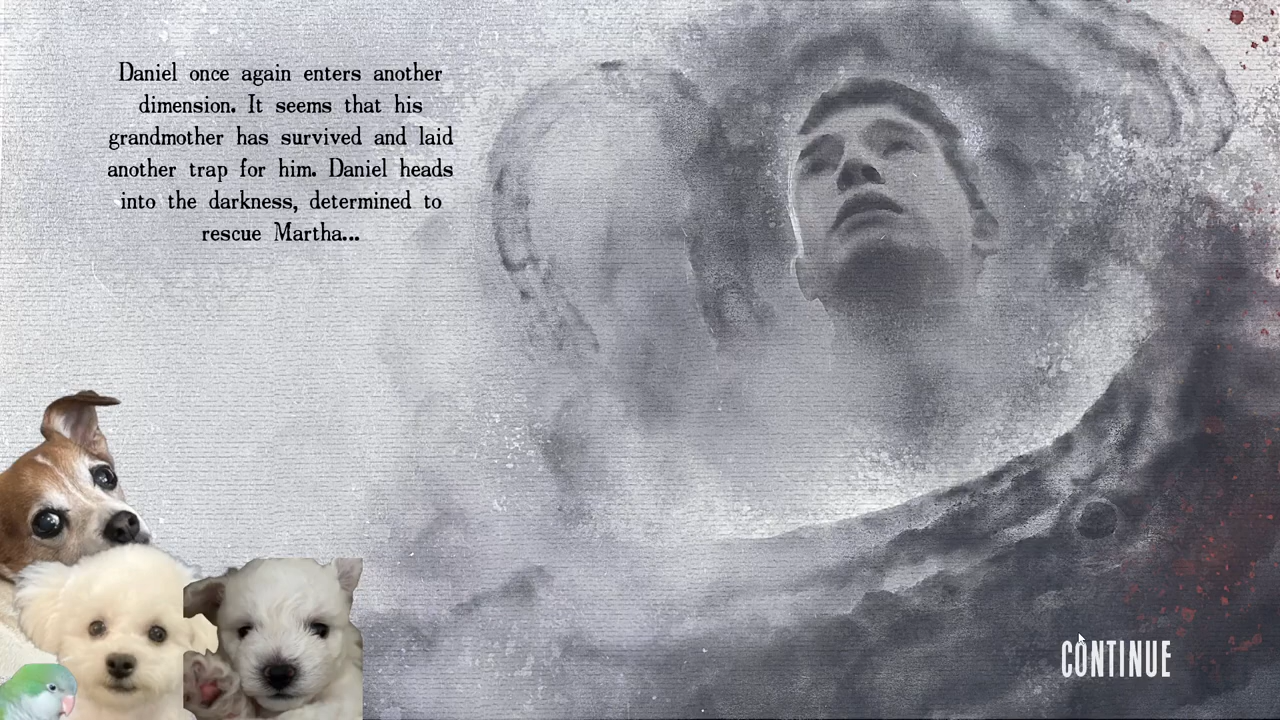 Daniel once again enters another
dimension. It seems that his
grandmother has survived and laid
another trap for him. Daniel heads
into the darkness, determined to
rescue Martha...
CONTINUE